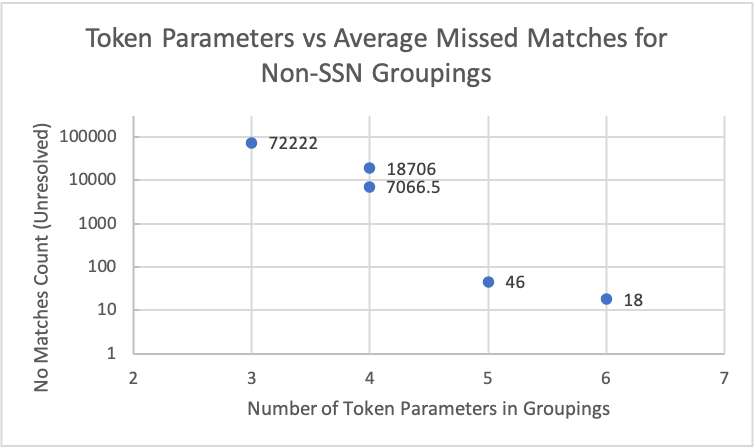 Token Parameters vs Average Missed Matches for
Non-SSN Groupings
No Matches Count (Unresolved)
100000
10000
1000
100
10
1
72222
18706
7066.5
46
18
2 3 4 5 6 7
Number of Token Parameters in Groupings